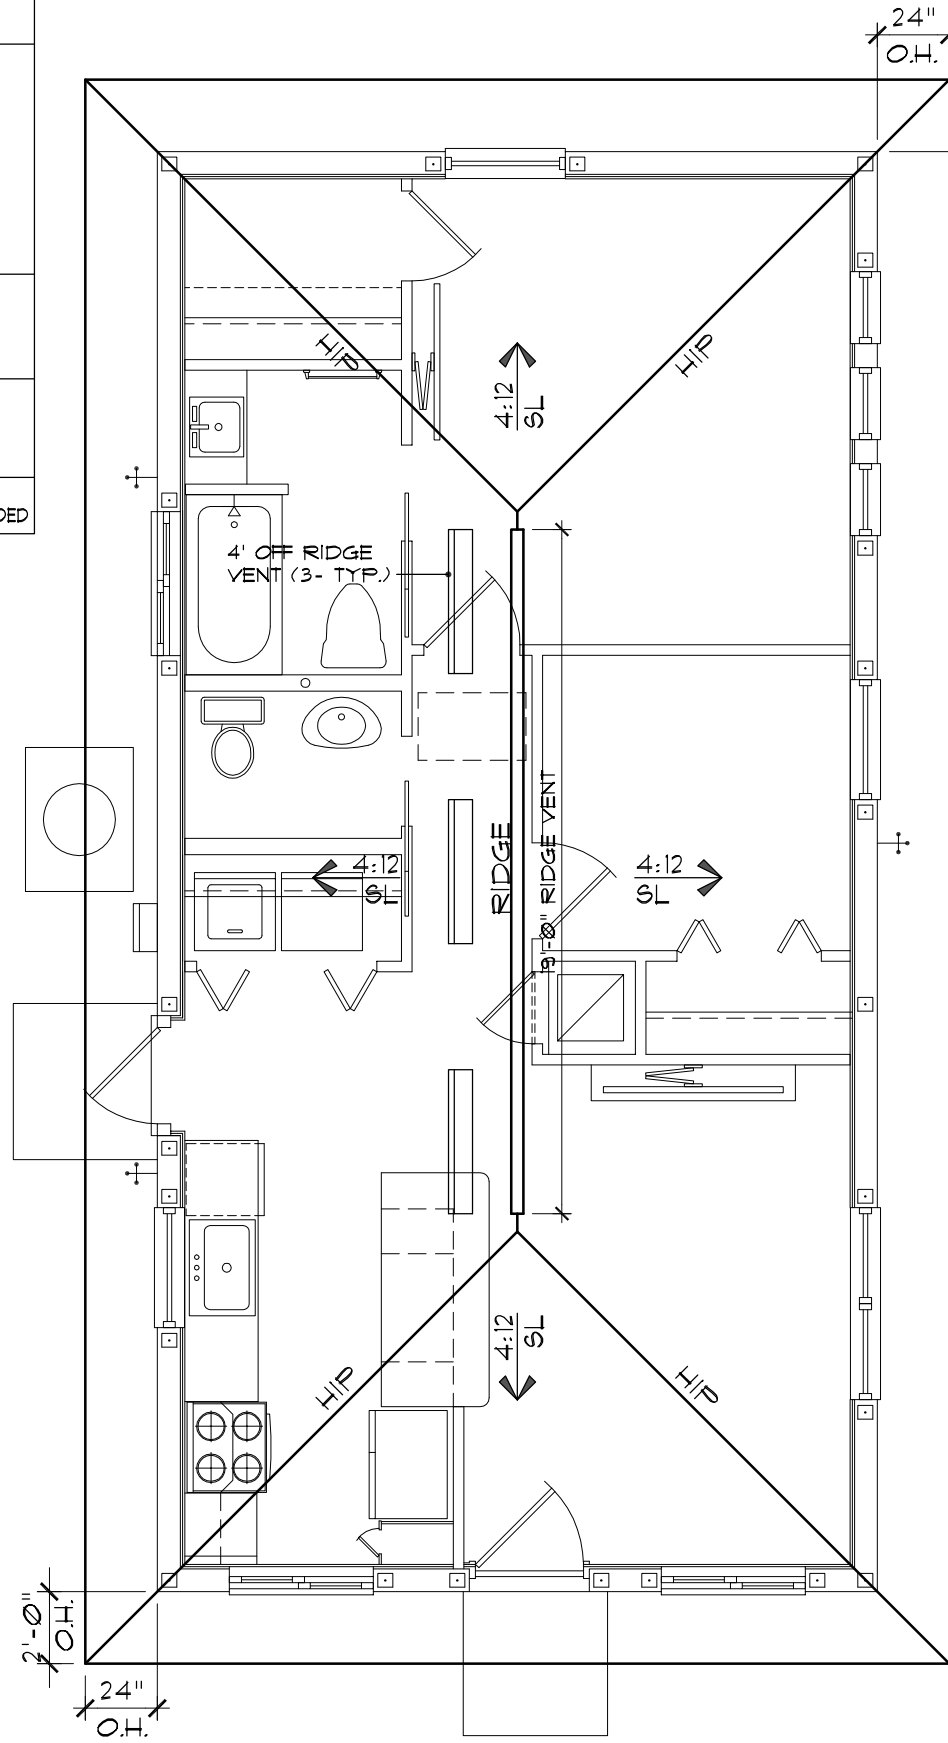 24"
O.H.
DED
HIP
HIP
4:12
SL
4' OFF RIDGE
VENT (3- TYP.)
RIDGE
19'-0" RIDGE VENT
4:12
SL
4:12
SL
4:12
SL
HIP
HIP
2'-0"
O.H.
24"
O.H.